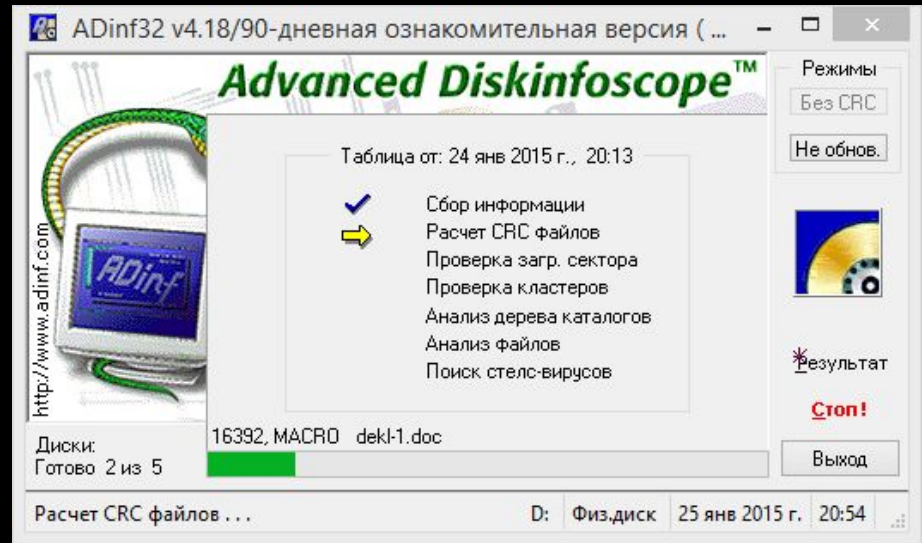 ADinf32 v4.18/90-дневная ознакомительная версия ( ...
Advanced Diskinfoscope™
http://www.adinf.com
ADinf
Таблица от: 24 янв 2015 г., 20:13
Сбор информации
Расчет CRC файлов
Проверка загр. сектора
Проверка кластеров
Анализ дерева каталогов
Анализ файлов
Поиск стелс-вирусов
16392, MACRO dekl-1.doc
Диски:
Готово 2 из 5
Режимы
Без CRC
Не обнов.
Результат
Стоп!
Выход
Расчет CRC файлов . . .
D:
Физ.диск
25 янв 2015 г.
20:54